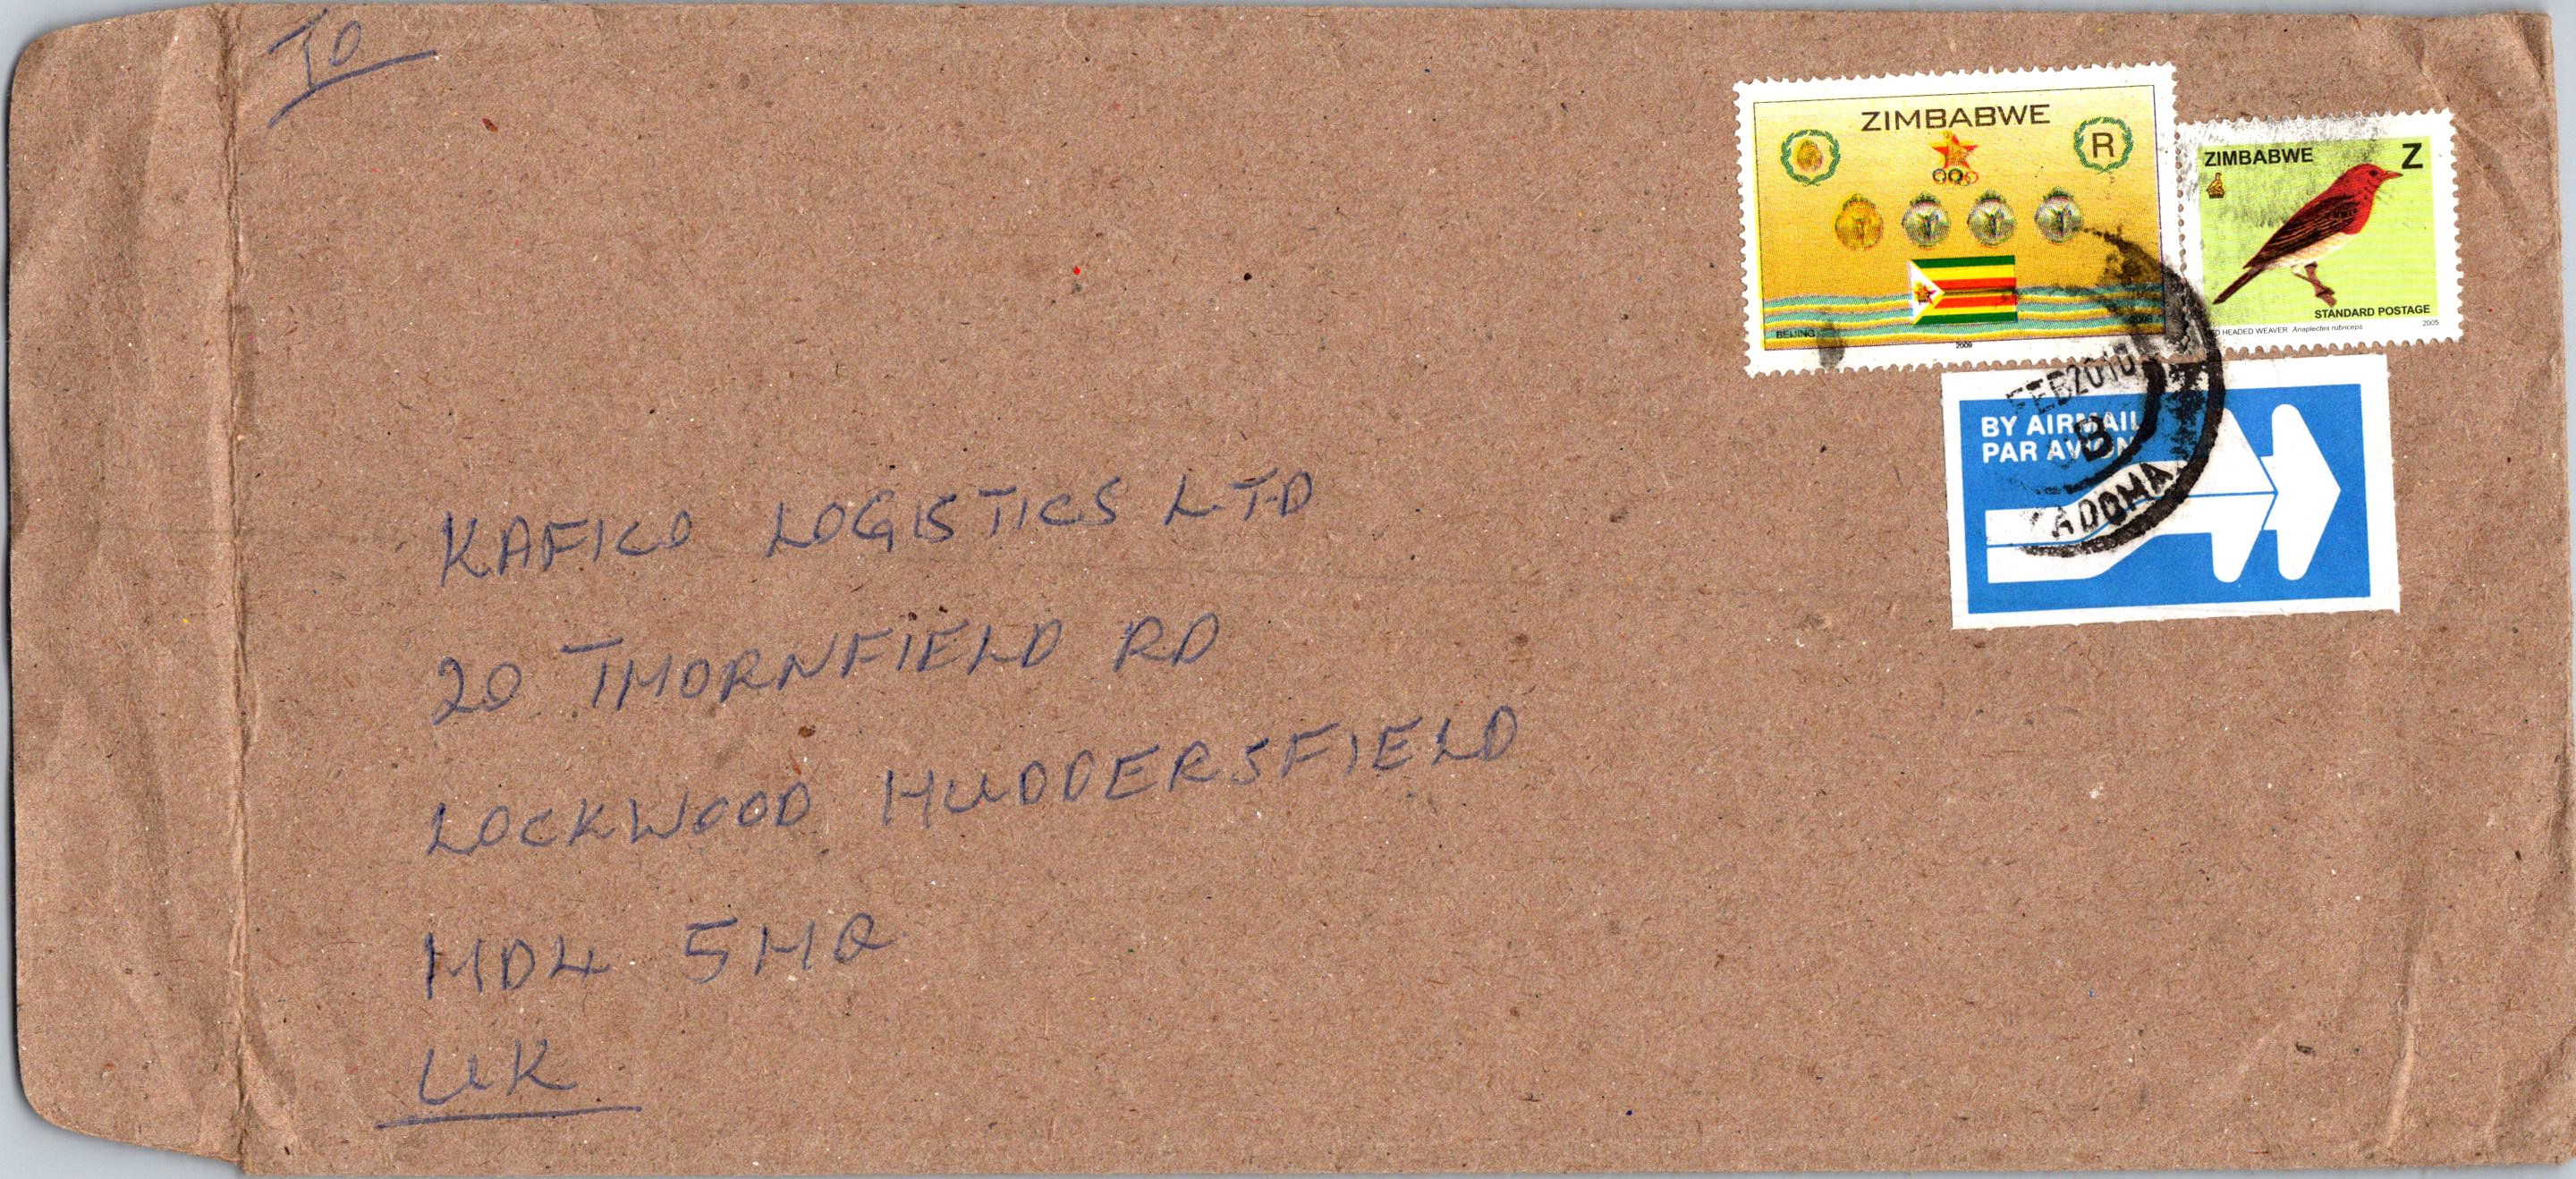 TO
ZIMBABWE
R
BEIJING
2008
2009
ZIMBABWE
Z
STANDARD POSTAGE
HEADED WEAVER Anaplectes rubriceps
2005
FEB 2010
BY AIRMAIL
PAR AVION
KAFICO LOGISTICS LTD
20 THORNFIELD RD
LOCKWOOD HUDDERSFIELD
HD4 5HQ
UK